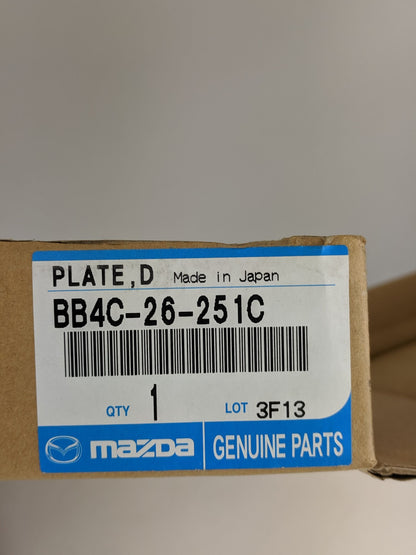 PLATE,D Made in Japan
BB4C-26-251C
QTY 1 LOT 3F13
mazda GENUINE PARTS